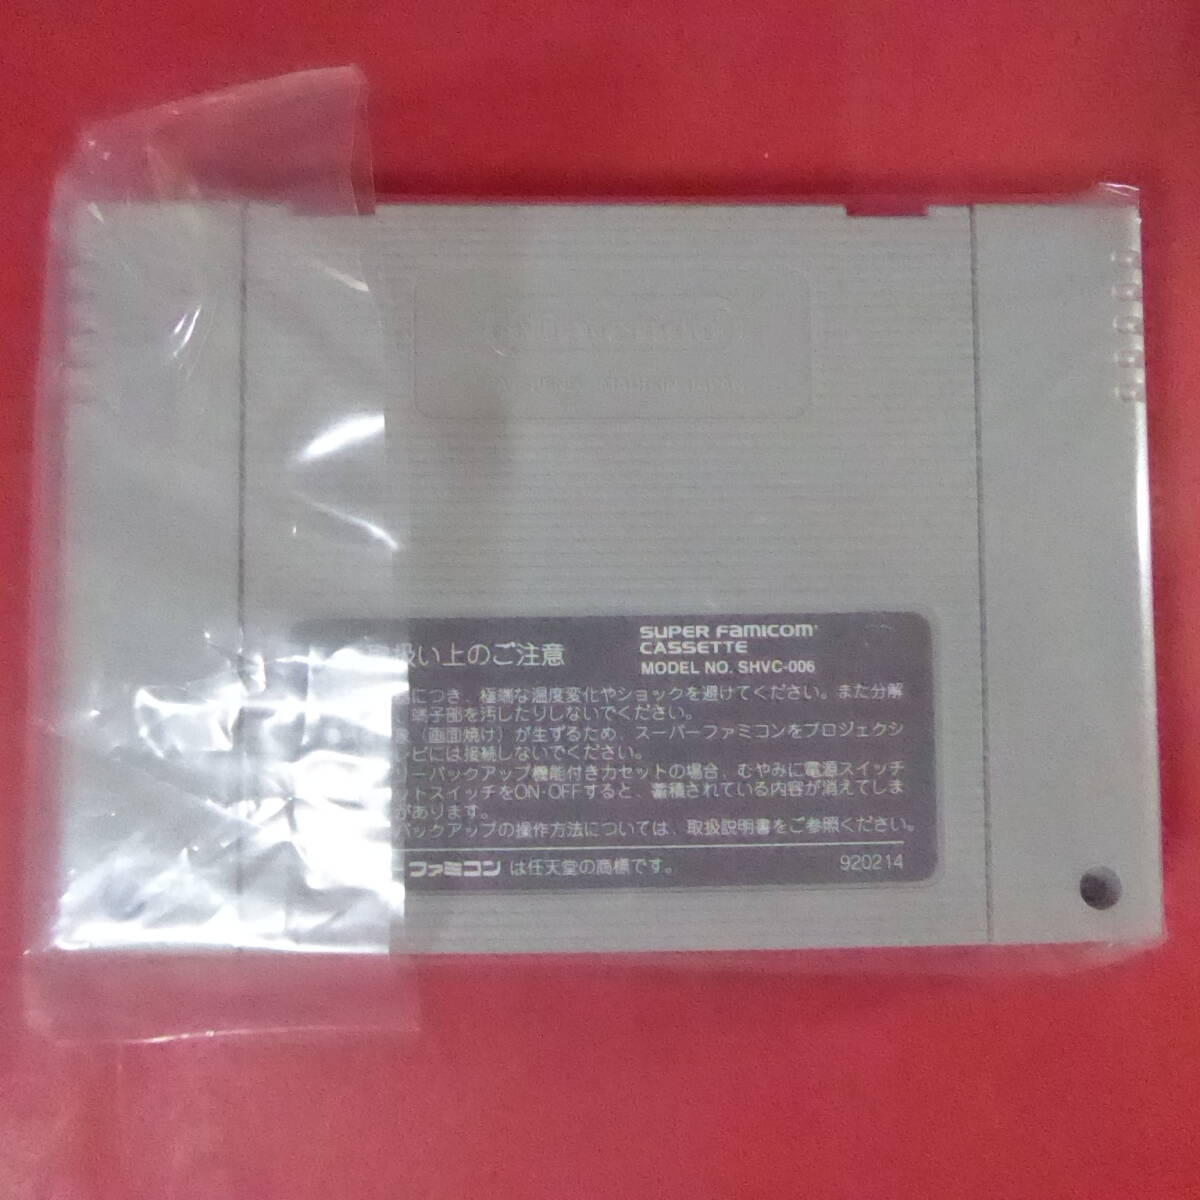 Nintendo
MADE IN JAPAN
扱い上のご注意
SUPER FAMICOM
CASSETTE
MODEL NO. SHVC-006
につき、極端な温度変化やショックを避けてください。また分解
、端子部を汚したりしないでください。
(画面焼け)が生ずるため、スーパーファミコンをプロジェクシ
レビには接続しないでください。
リーバックアップ機能付きカセットの場合、むやみに電源スイッチ
ットスイッチをON・OFFすると、蓄積されている内容が消えてしま
があります。
バックアップの操作方法については、取扱説明書をご参照ください。
ファミコン は任天堂の商標です。
920214